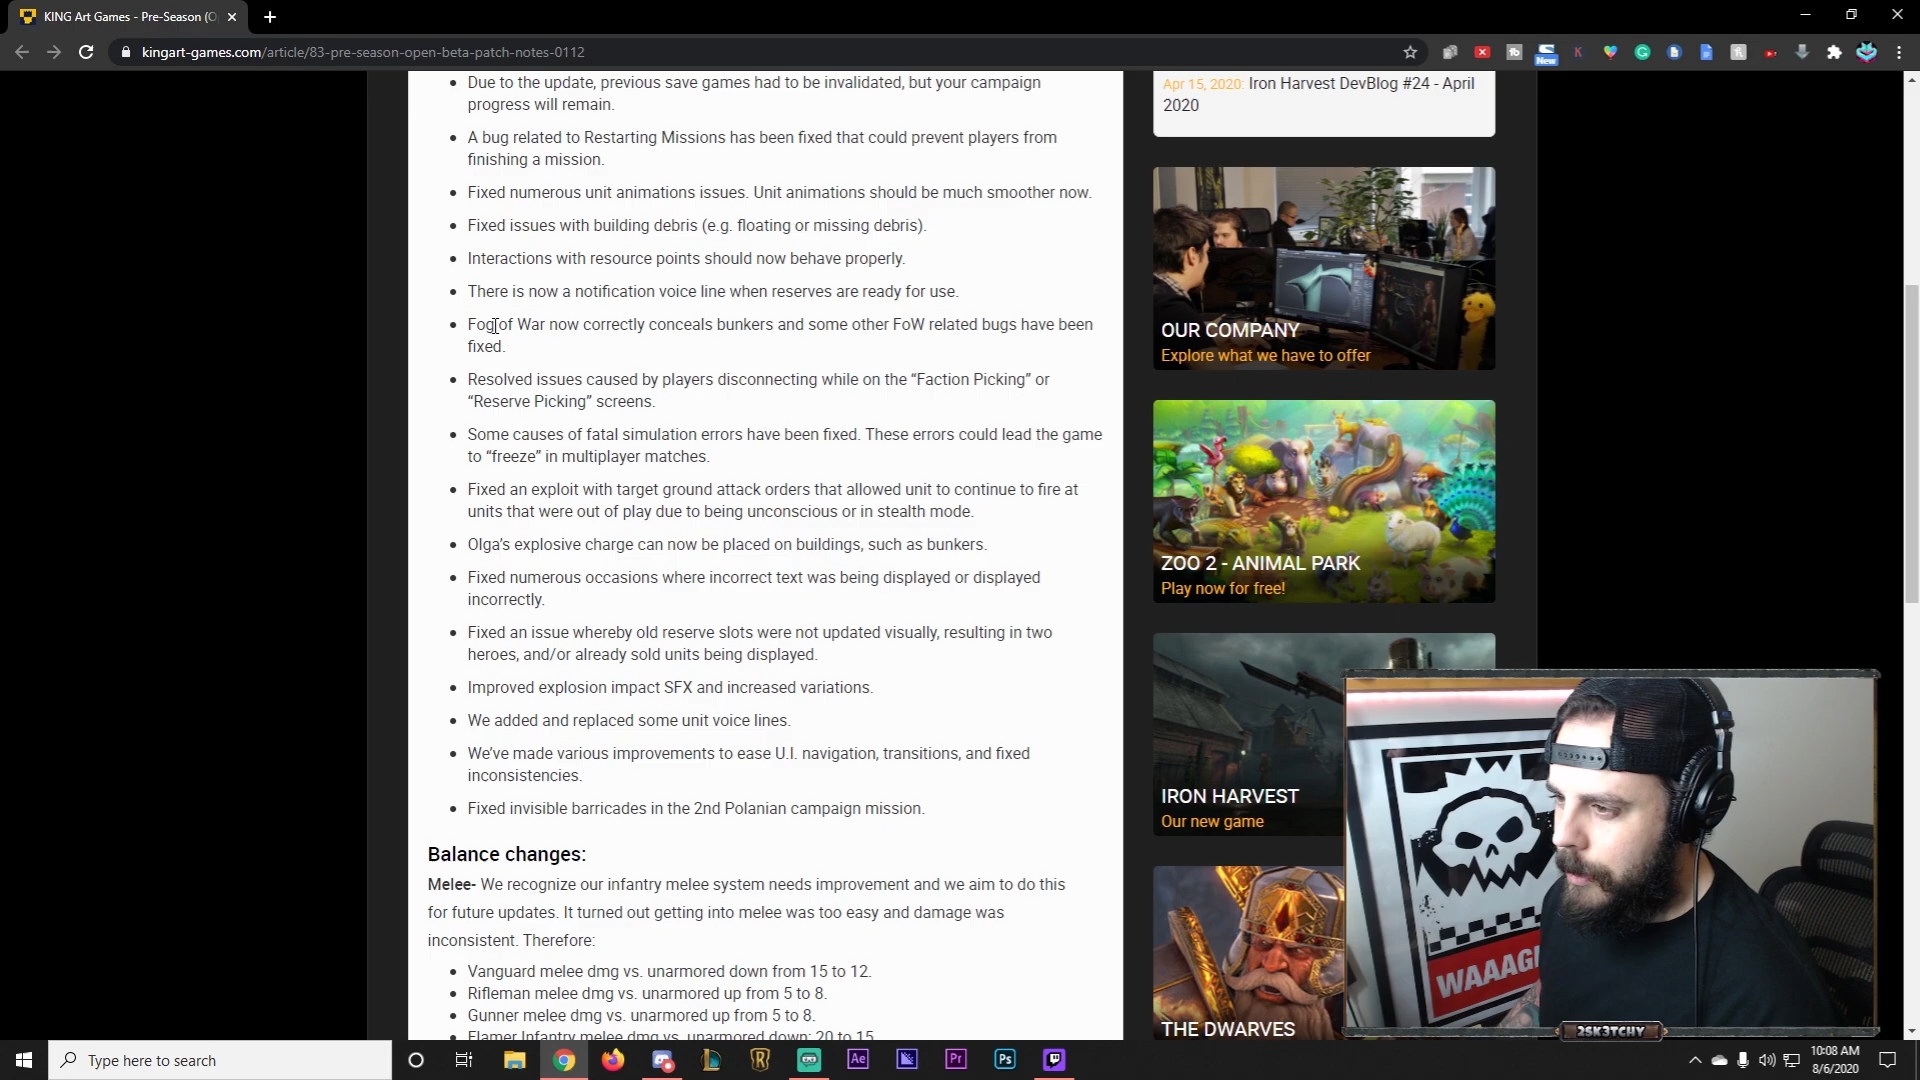 KING Art Games - Pre-Season (O
kingart-games.com/article/83-pre-season-open-beta-patch-notes-0112
New
Due to the update, previous save games had to be invalidated, but your campaign
progress will remain.
A bug related to Restarting Missions has been fixed that could prevent players from
finishing a mission.
Fixed numerous unit animations issues. Unit animations should be much smoother now.
Fixed issues with building debris (e.g. floating or missing debris).
Interactions with resource points should now behave properly.
There is now a notification voice line when reserves are ready for use.
Fog of War now correctly conceals bunkers and some other FoW related bugs have been
fixed.
Resolved issues caused by players disconnecting while on the “Faction Picking” or
“Reserve Picking” screens.
Some causes of fatal simulation errors have been fixed. These errors could lead the game
to “freeze” in multiplayer matches.
Fixed an exploit with target ground attack orders that allowed unit to continue to fire at
units that were out of play due to being unconscious or in stealth mode.
Olga’s explosive charge can now be placed on buildings, such as bunkers.
Fixed numerous occasions where incorrect text was being displayed or displayed
incorrectly.
Fixed an issue whereby old reserve slots were not updated visually, resulting in two
heroes, and/or already sold units being displayed.
Improved explosion impact SFX and increased variations.
We added and replaced some unit voice lines.
We’ve made various improvements to ease U.I. navigation, transitions, and fixed
inconsistencies.
Fixed invisible barricades in the 2nd Polanian campaign mission.
Balance changes:
Melee- We recognize our infantry melee system needs improvement and we aim to do this
for future updates. It turned out getting into melee was too easy and damage was
inconsistent. Therefore:
Vanguard melee dmg vs. unarmored down from 15 to 12.
Rifleman melee dmg vs. unarmored up from 5 to 8.
Gunner melee dmg vs. unarmored up from 5 to 8.
Flamer Infantry melee dmg vs. unarmored down: 20 to 15
Apr 15, 2020: Iron Harvest DevBlog #24 - April
2020
OUR COMPANY
Explore what we have to offer
ZOO 2 - ANIMAL PARK
Play now for free!
IRON HARVEST
Our new game
THE DWARVES
WAAAGH
2SK3TCHY
Type here to search
Ae
Pr
Ps
10:08 AM
8/6/2020